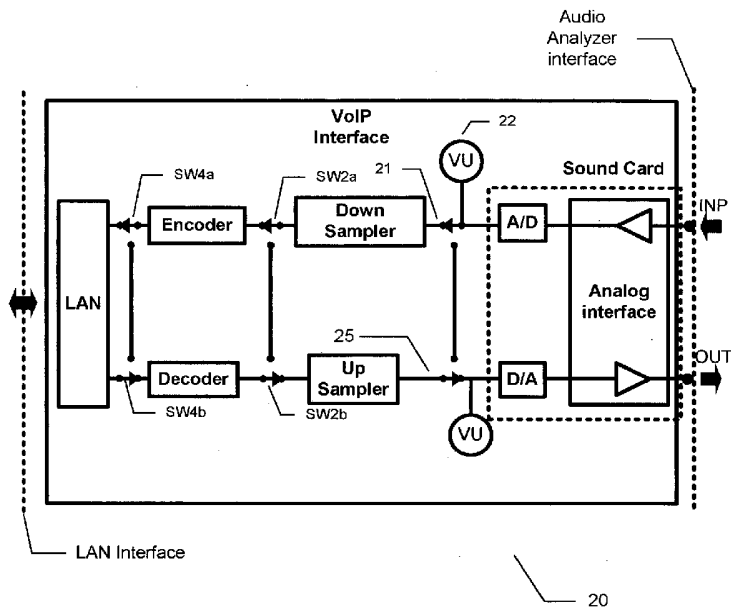 Audio
Analyzer
interface
VoIP
Interface
22
VU
Sound Card
SW4a
SW2a
21
INP
Encoder
Down
Sampler
A/D
LAN
Analog
interface
25
OUT
Decoder
Up
Sampler
D/A
SW4b
SW2b
VU
LAN Interface
20